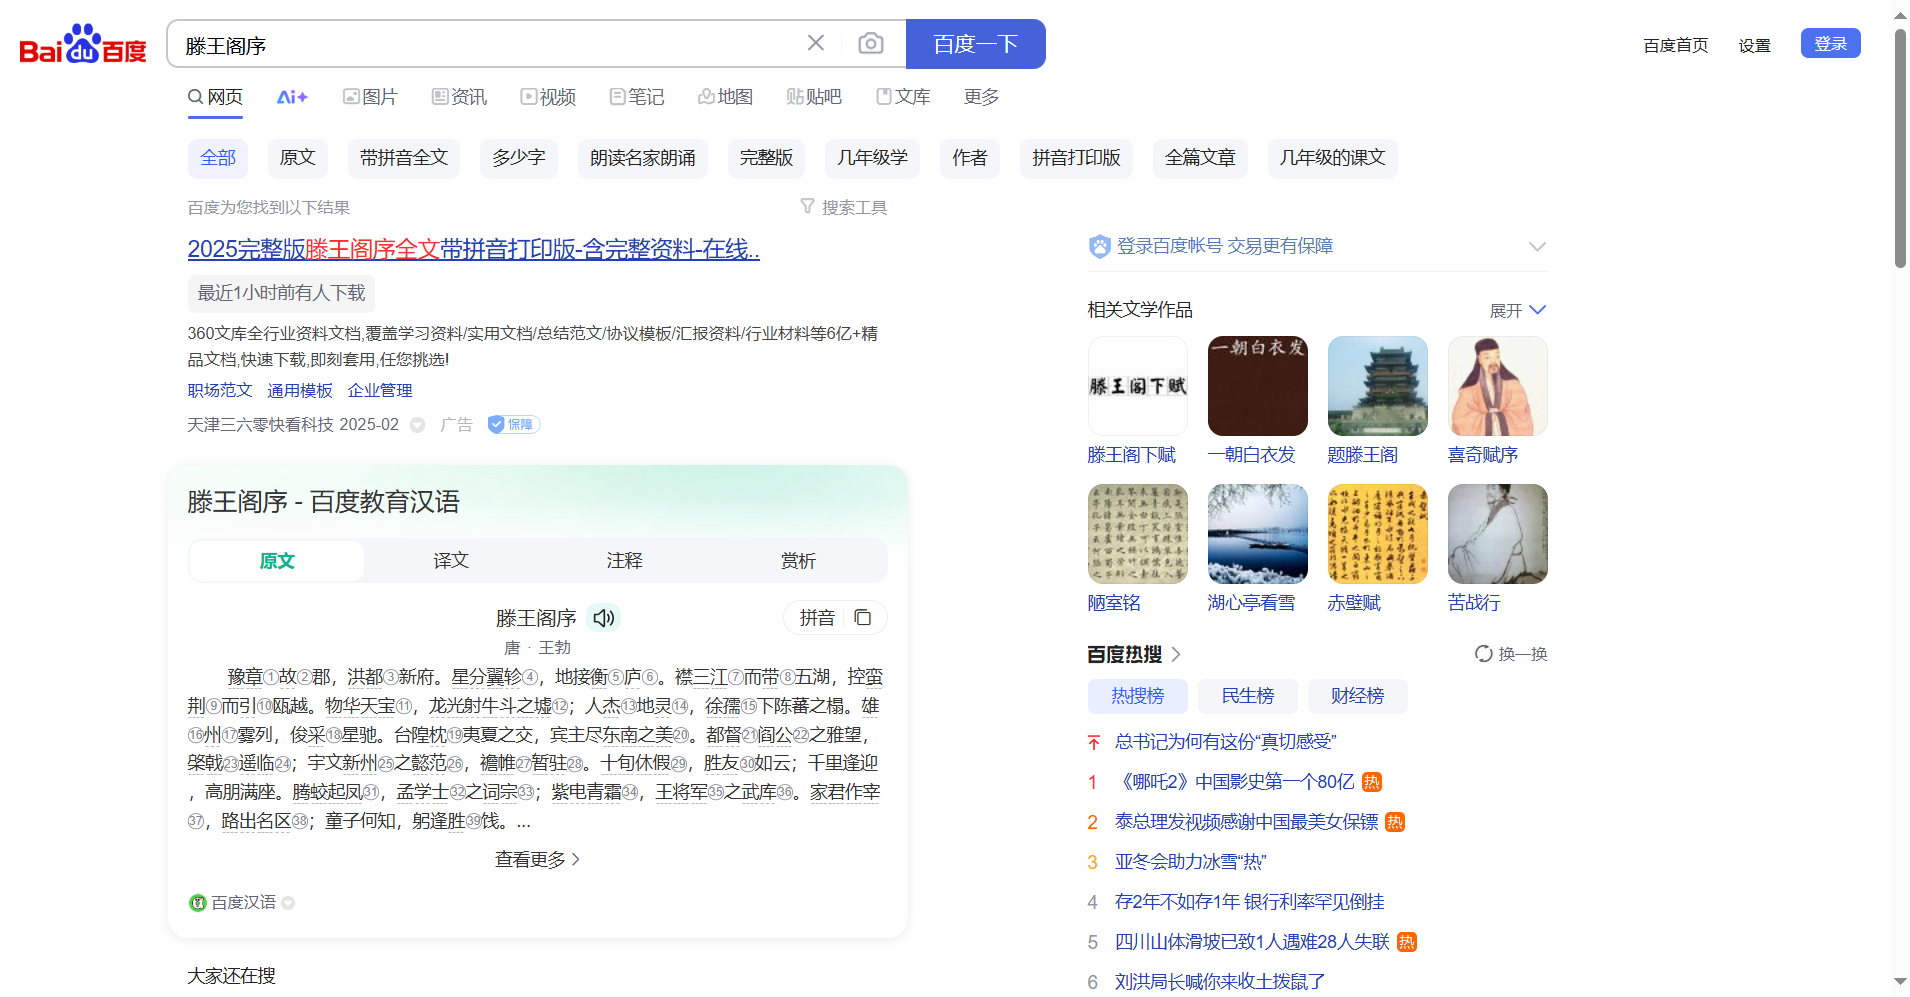 Bai du 百度
滕王阁序
百度一下
百度首页 设置 登录
网页 Ai+ 图片 资讯 视频 笔记 地图 贴吧 文库 更多
全部 原文 带拼音全文 多少字 朗读名家朗诵 完整版 几年级学 作者 拼音打印版 全篇文章 几年级的课文
百度为您找到以下结果
搜索工具
2025完整版滕王阁序全文带拼音打印版-含完整资料-在线..
最近1小时前有人下载
360文库全行业资料文档,覆盖学习资料/实用文档/总结范文/协议模板/汇报资料/行业材料等6亿+精
品文档,快速下载,即刻套用,任您挑选!
职场范文 通用模板 企业管理
天津三六零快看科技 2025-02 广告 保障
滕王阁序 - 百度教育汉语
原文 译文 注释 赏析
滕王阁序
拼音
唐 · 王勃
豫章①故②郡，洪都③新府。星分翼轸④，地接衡⑤庐⑥。襟三江⑦而带⑧五湖，控蛮
荆⑨而引⑩瓯越。物华天宝⑪，龙光射牛斗之墟⑫；人杰⑬地灵⑭，徐孺⑮下陈蕃之榻。雄
⑯州⑰雾列，俊采⑱星驰。台隍枕⑲夷夏之交，宾主尽东南之美⑳。都督㉑阎公㉒之雅望，
棨戟㉓遥临㉔；宇文新州㉕之懿范㉖，襜帷㉗暂驻㉘。十旬休假㉙，胜友㉚如云；千里逢迎
，高朋满座。腾蛟起凤㉛，孟学士㉜之词宗㉝；紫电青霜㉞，王将军㉟之武库㊱。家君作宰
㊲，路出名区㊳；童子何知，躬逢胜㊴饯。...
查看更多
百度汉语
大家还在搜
登录百度帐号 交易更有保障
相关文学作品
展开
滕王阁下赋
一朝白衣发
滕王阁下赋 一朝白衣发 题滕王阁 喜奇赋序
陋室铭 湖心亭看雪 赤壁赋 苦战行
百度热搜
换一换
热搜榜 民生榜 财经榜
总书记为何有这份“真切感受”
1 《哪吒2》中国影史第一个80亿 热
2 泰总理发视频感谢中国最美女保镖 热
3 亚冬会助力冰雪“热”
4 存2年不如存1年 银行利率罕见倒挂
5 四川山体滑坡已致1人遇难28人失联 热
6 刘洪局长喊你来收土拨鼠了